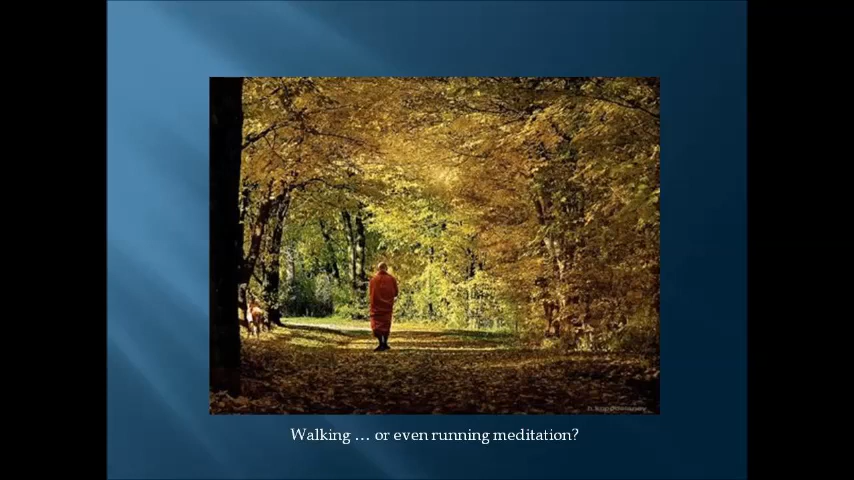 Walking … or even running meditation?